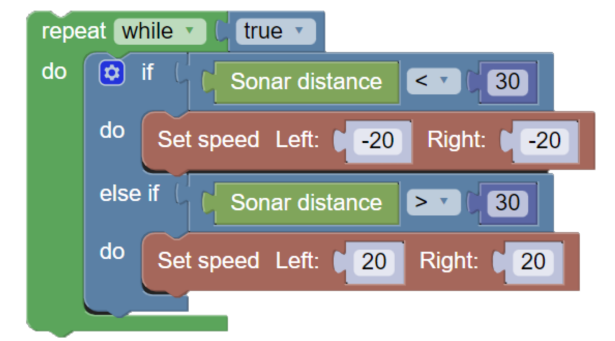 repeat while true
do if Sonar distance < 30
do Set speed Left: -20 Right: -20
else if Sonar distance > 30
do Set speed Left: 20 Right: 20